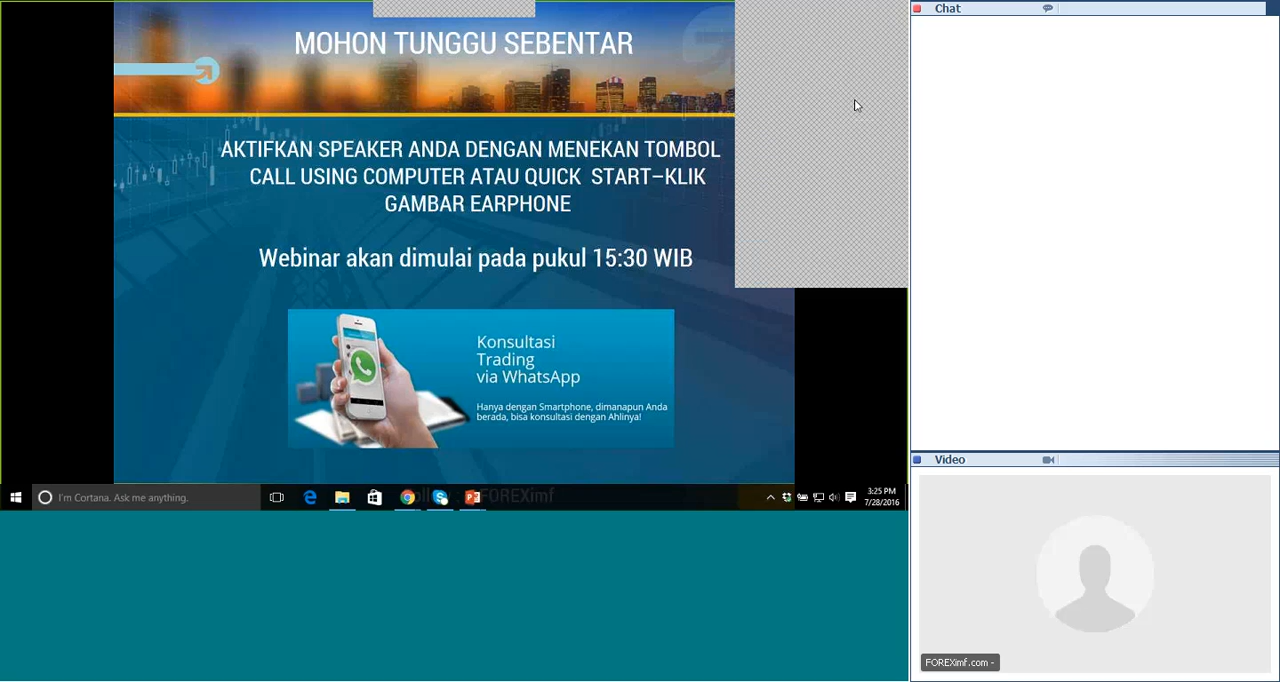 MOHON TUNGGU SEBENTAR
AKTIFKAN SPEAKER ANDA DENGAN MENEKAN TOMBOL
CALL USING COMPUTER ATAU QUICK START–KLIK
GAMBAR EARPHONE
Webinar akan dimulai pada pukul 15:30 WIB
Konsultasi
Trading
via WhatsApp
Hanya dengan Smartphone, dimanapun Anda
berada, bisa konsultasi dengan Ahlinya!
I'm Cortana. Ask me anything.
FOREXimf
3:25 PM
7/28/2016
Chat
Video
FOREXimf.com -